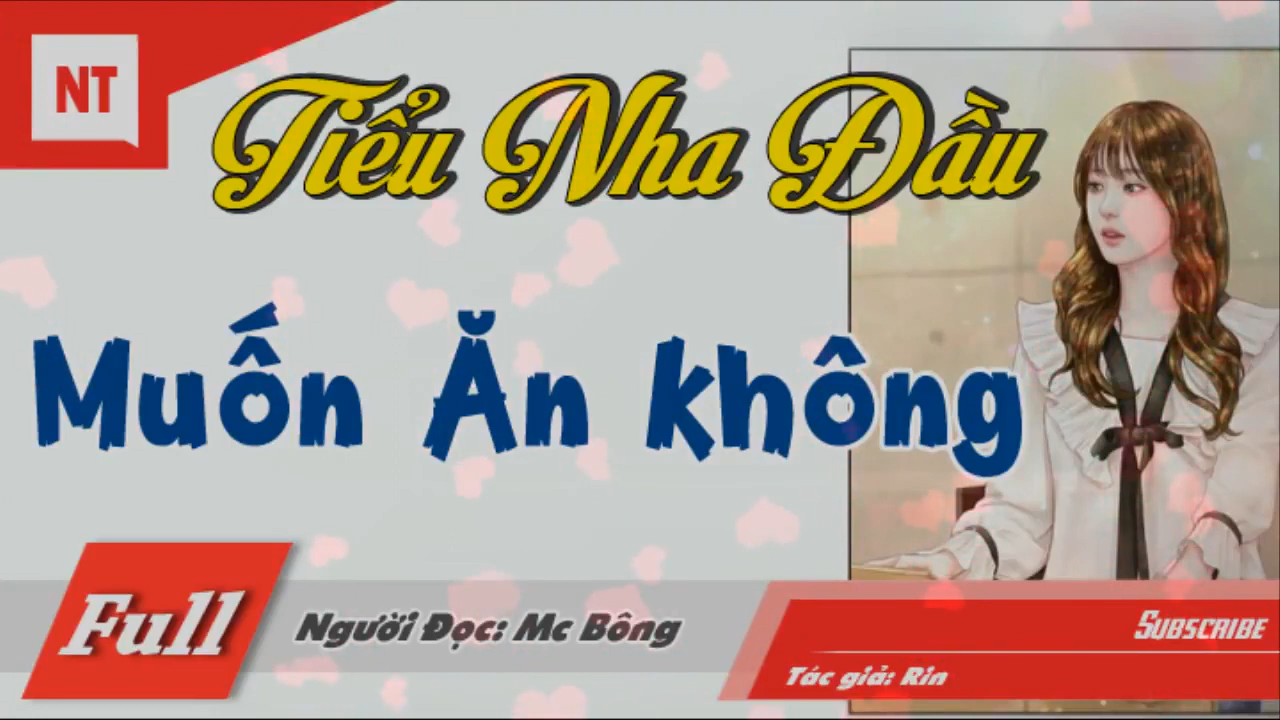 NT
Tiểu Nha Đầu
Muốn Ăn không
Full
Người Đọc: Mc Bông
Subscribe
Tác giả: Rin